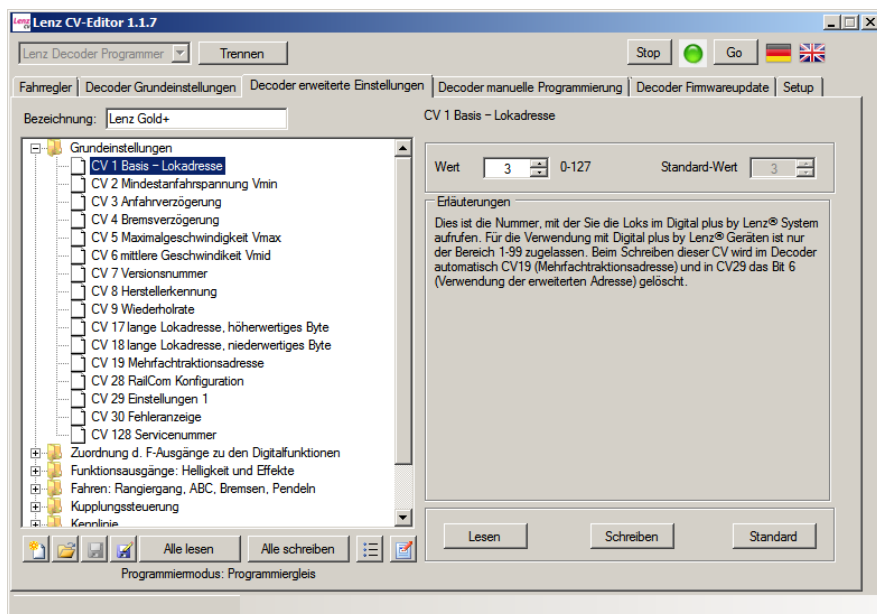 Lenz Lenz CV-Editor 1.1.7
Lenz Decoder Programmer Trennen Stop Go
Fahrregler Decoder Grundeinstellungen Decoder erweiterte Einstellungen Decoder manuelle Programmierung Decoder Firmwareupdate Setup
Bezeichnung: Lenz Gold+
Grundeinstellungen
CV 1 Basis – Lokadresse
CV 2 Mindestanfahrspannung Vmin
CV 3 Anfahrverzögerung
CV 4 Bremsverzögerung
CV 5 Maximalgeschwindigkeit Vmax
CV 6 mittlere Geschwindikeit Vmid
CV 7 Versionsnummer
CV 8 Herstellerkennung
CV 9 Wiederholrate
CV 17 lange Lokadresse, höherwertiges Byte
CV 18 lange Lokadresse, niederwertiges Byte
CV 19 Mehrfachtraktionsadresse
CV 28 RailCom Konfiguration
CV 29 Einstellungen 1
CV 30 Fehleranzeige
CV 128 Servicenummer
Zuordnung d. F-Ausgänge zu den Digitalfunktionen
Funktionsausgänge: Helligkeit und Effekte
Fahren: Rangiergang, ABC, Bremsen, Pendeln
Kupplungssteuerung
Kennlinie
Alle lesen Alle schreiben
Programmiermodus: Programmiergleis
CV 1 Basis – Lokadresse
Wert 3 0-127 Standard-Wert 3
Erläuterungen
Dies ist die Nummer, mit der Sie die Loks im Digital plus by Lenz® System
aufrufen. Für die Verwendung mit Digital plus by Lenz® Geräten ist nur
der Bereich 1-99 zugelassen. Beim Schreiben dieser CV wird im Decoder
automatisch CV19 (Mehrfachtraktionsadresse) und in CV29 das Bit 6
(Verwendung der erweiterten Adresse) gelöscht.
Lesen Schreiben Standard